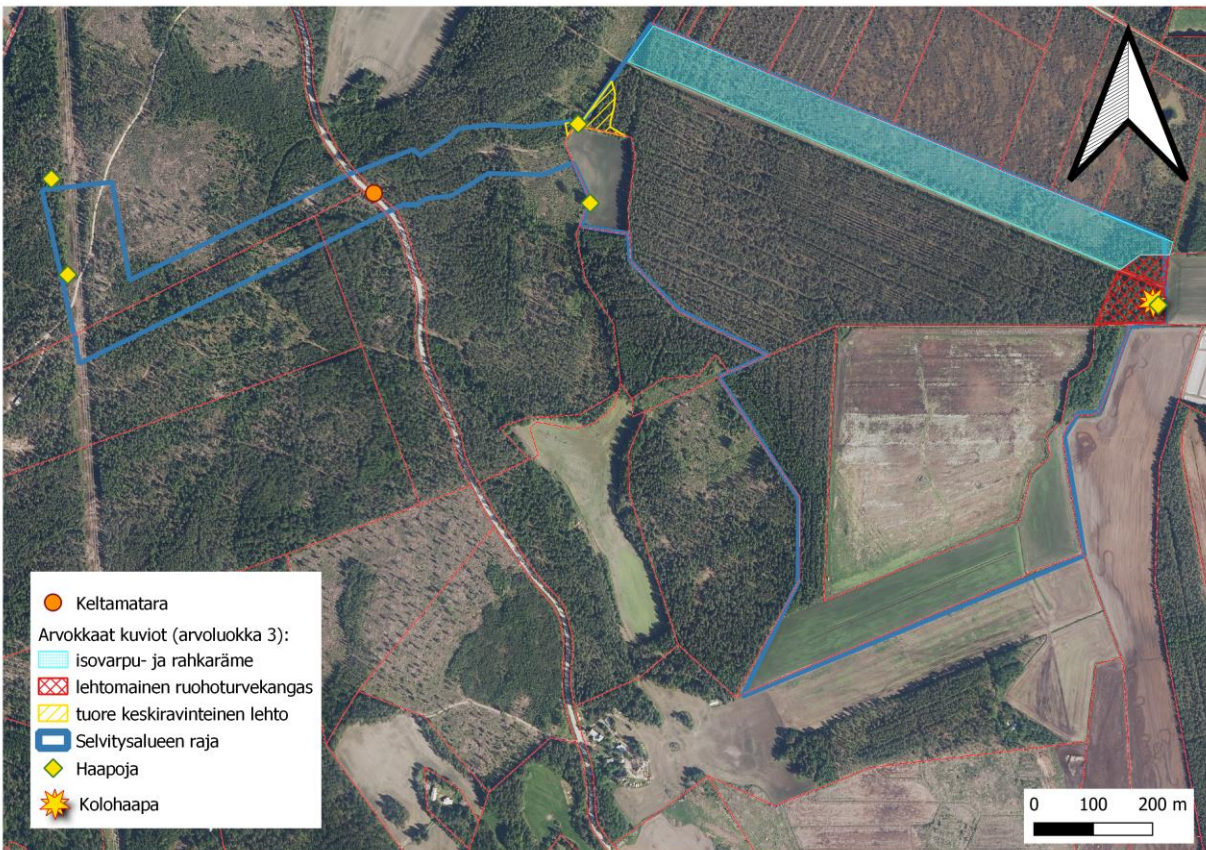 Keltamatara
Arvokkaat kuviot (arvoluokka 3):
isovarpu- ja rahkaräme
lehtomainen ruohoturvekangas
tuore keskiravinteinen lehto
Selvitysalueen raja
Haapoja
Kolohaapa
0 100 200 m